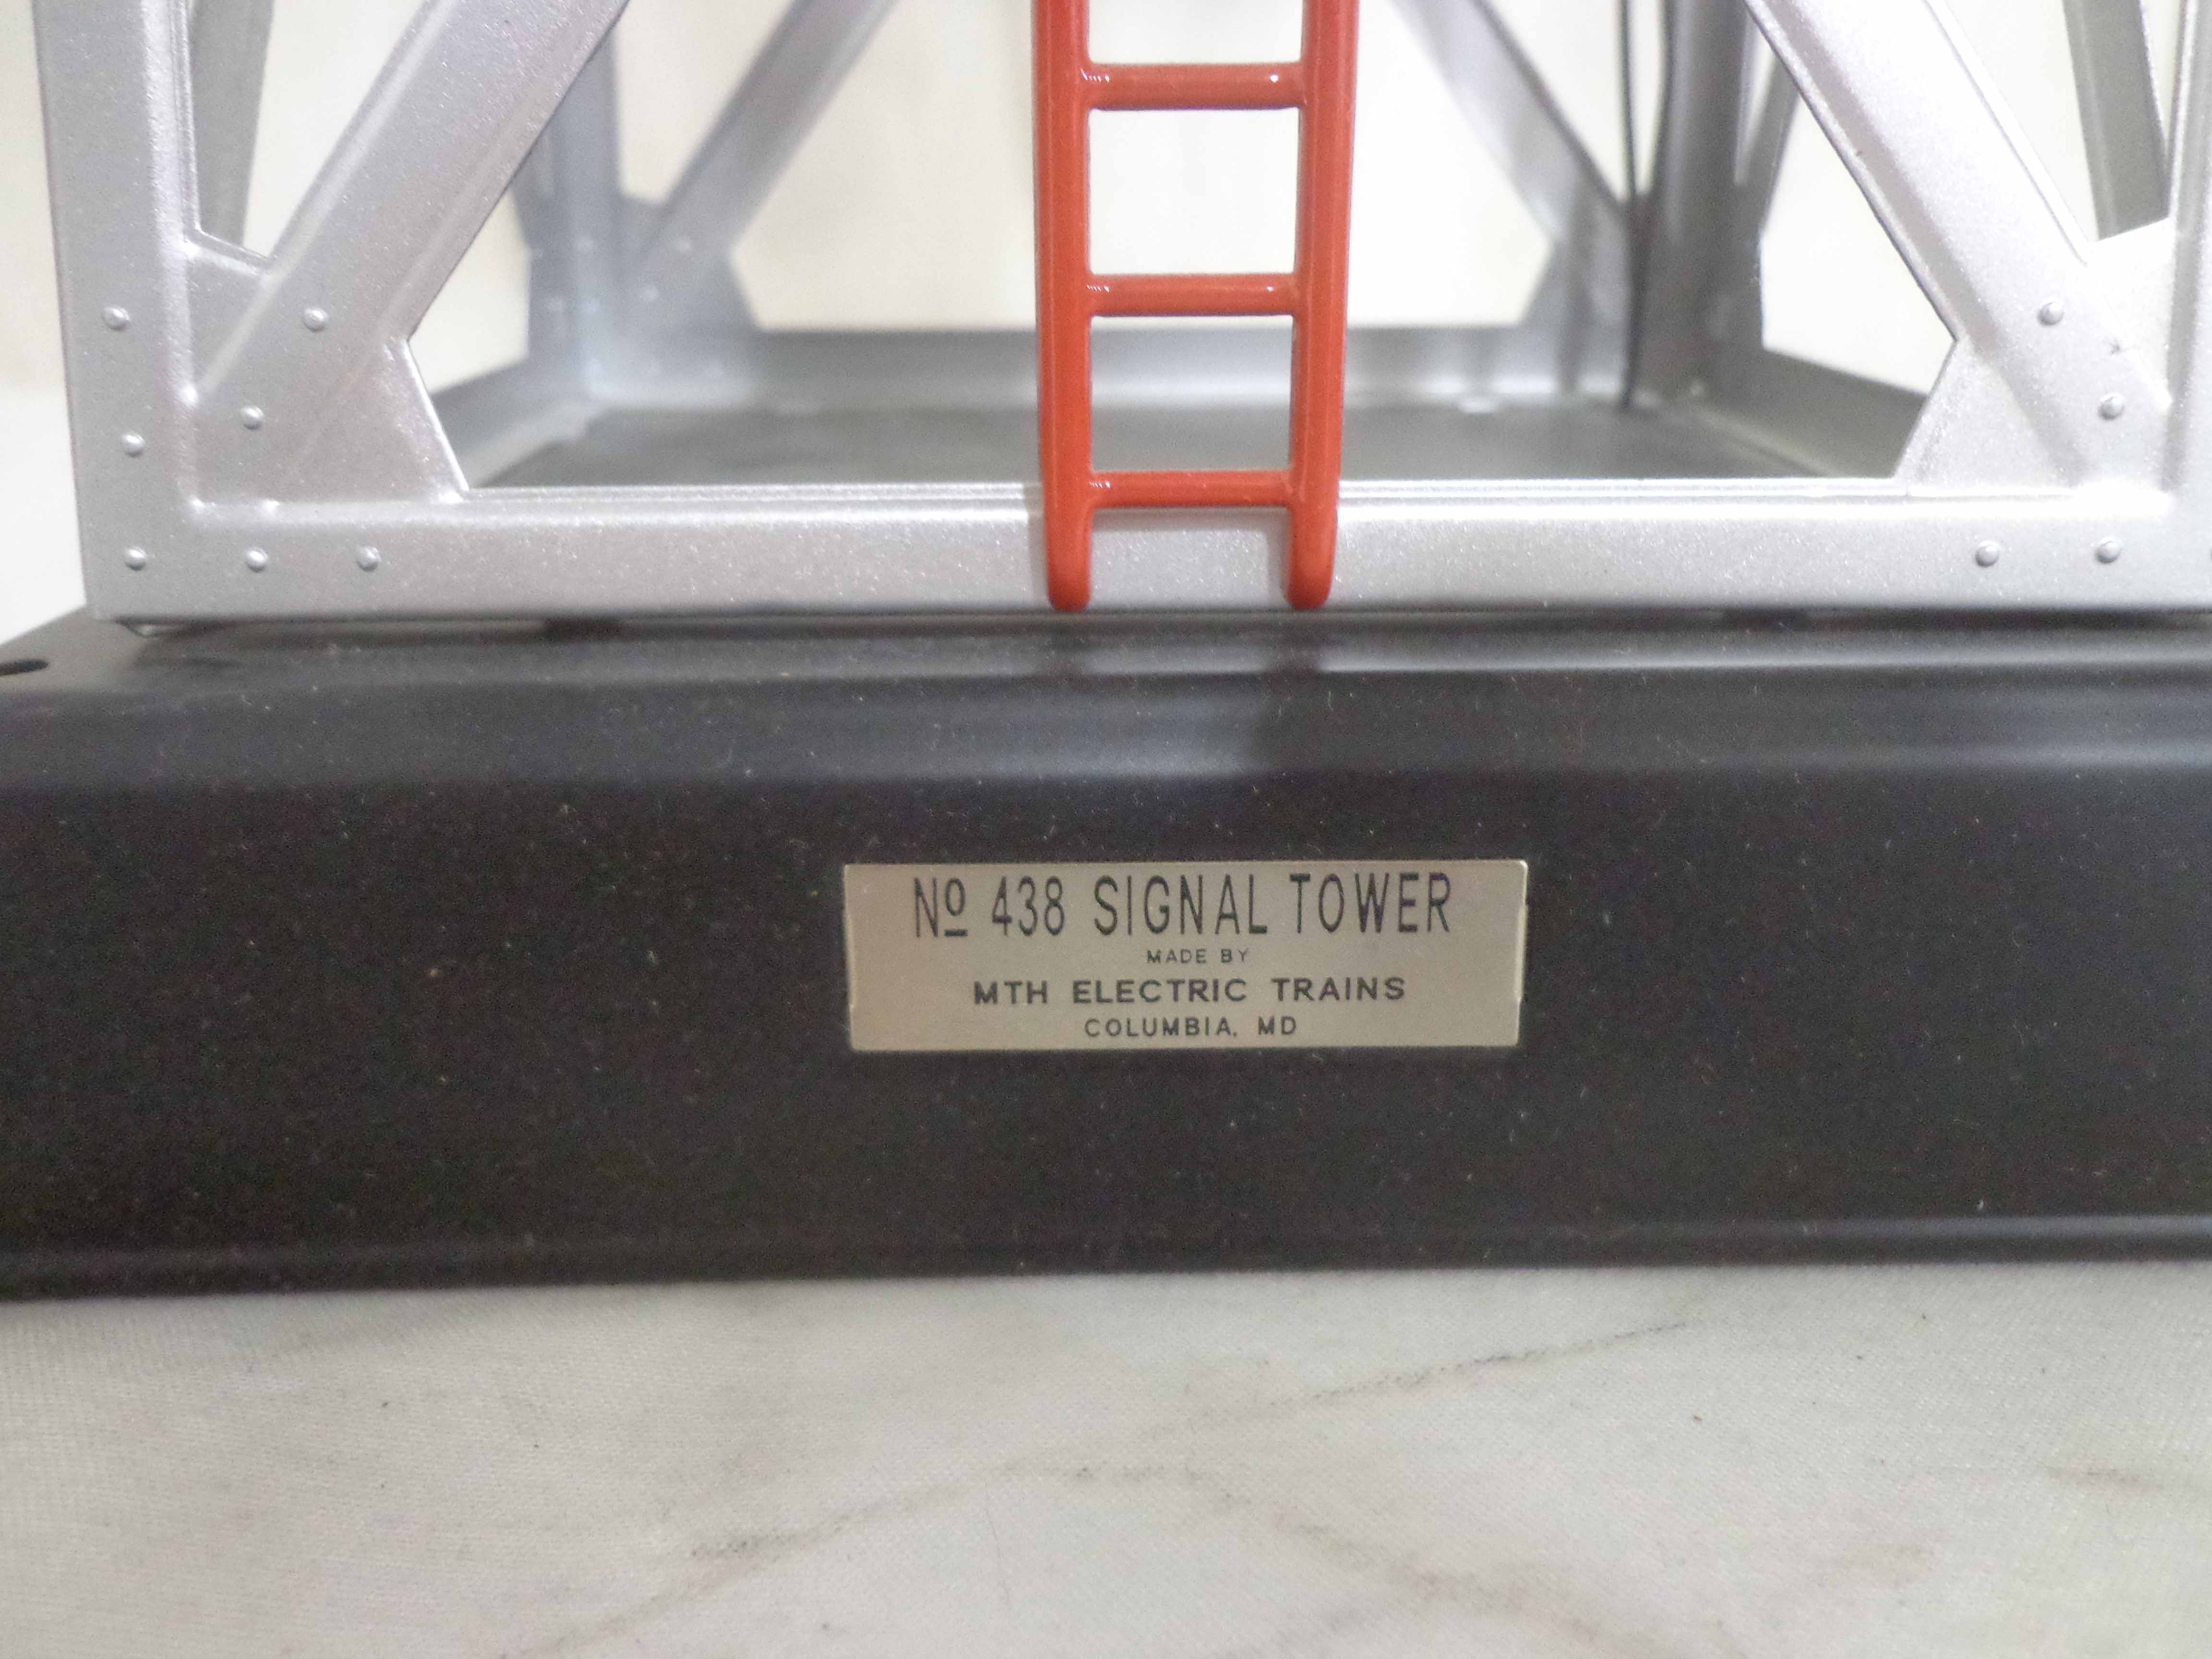 Nº 438 SIGNAL TOWER
MADE BY
MTH ELECTRIC TRAINS
COLUMBIA, MD